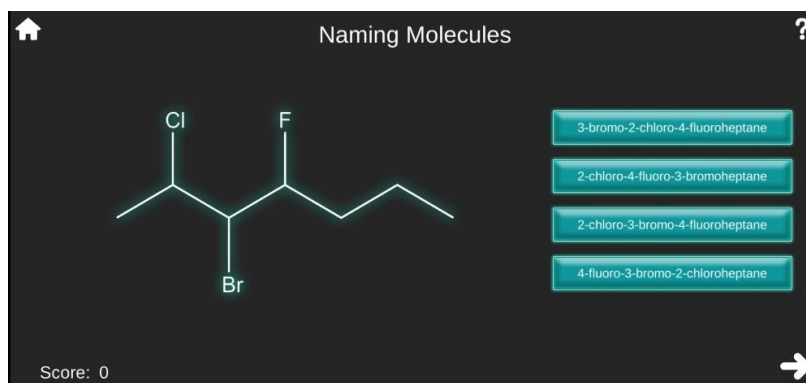 Naming Molecules
?
Cl
F
Br
3-bromo-2-chloro-4-fluoroheptane
2-chloro-4-fluoro-3-bromoheptane
2-chloro-3-bromo-4-fluoroheptane
4-fluoro-3-bromo-2-chloroheptane
Score: 0